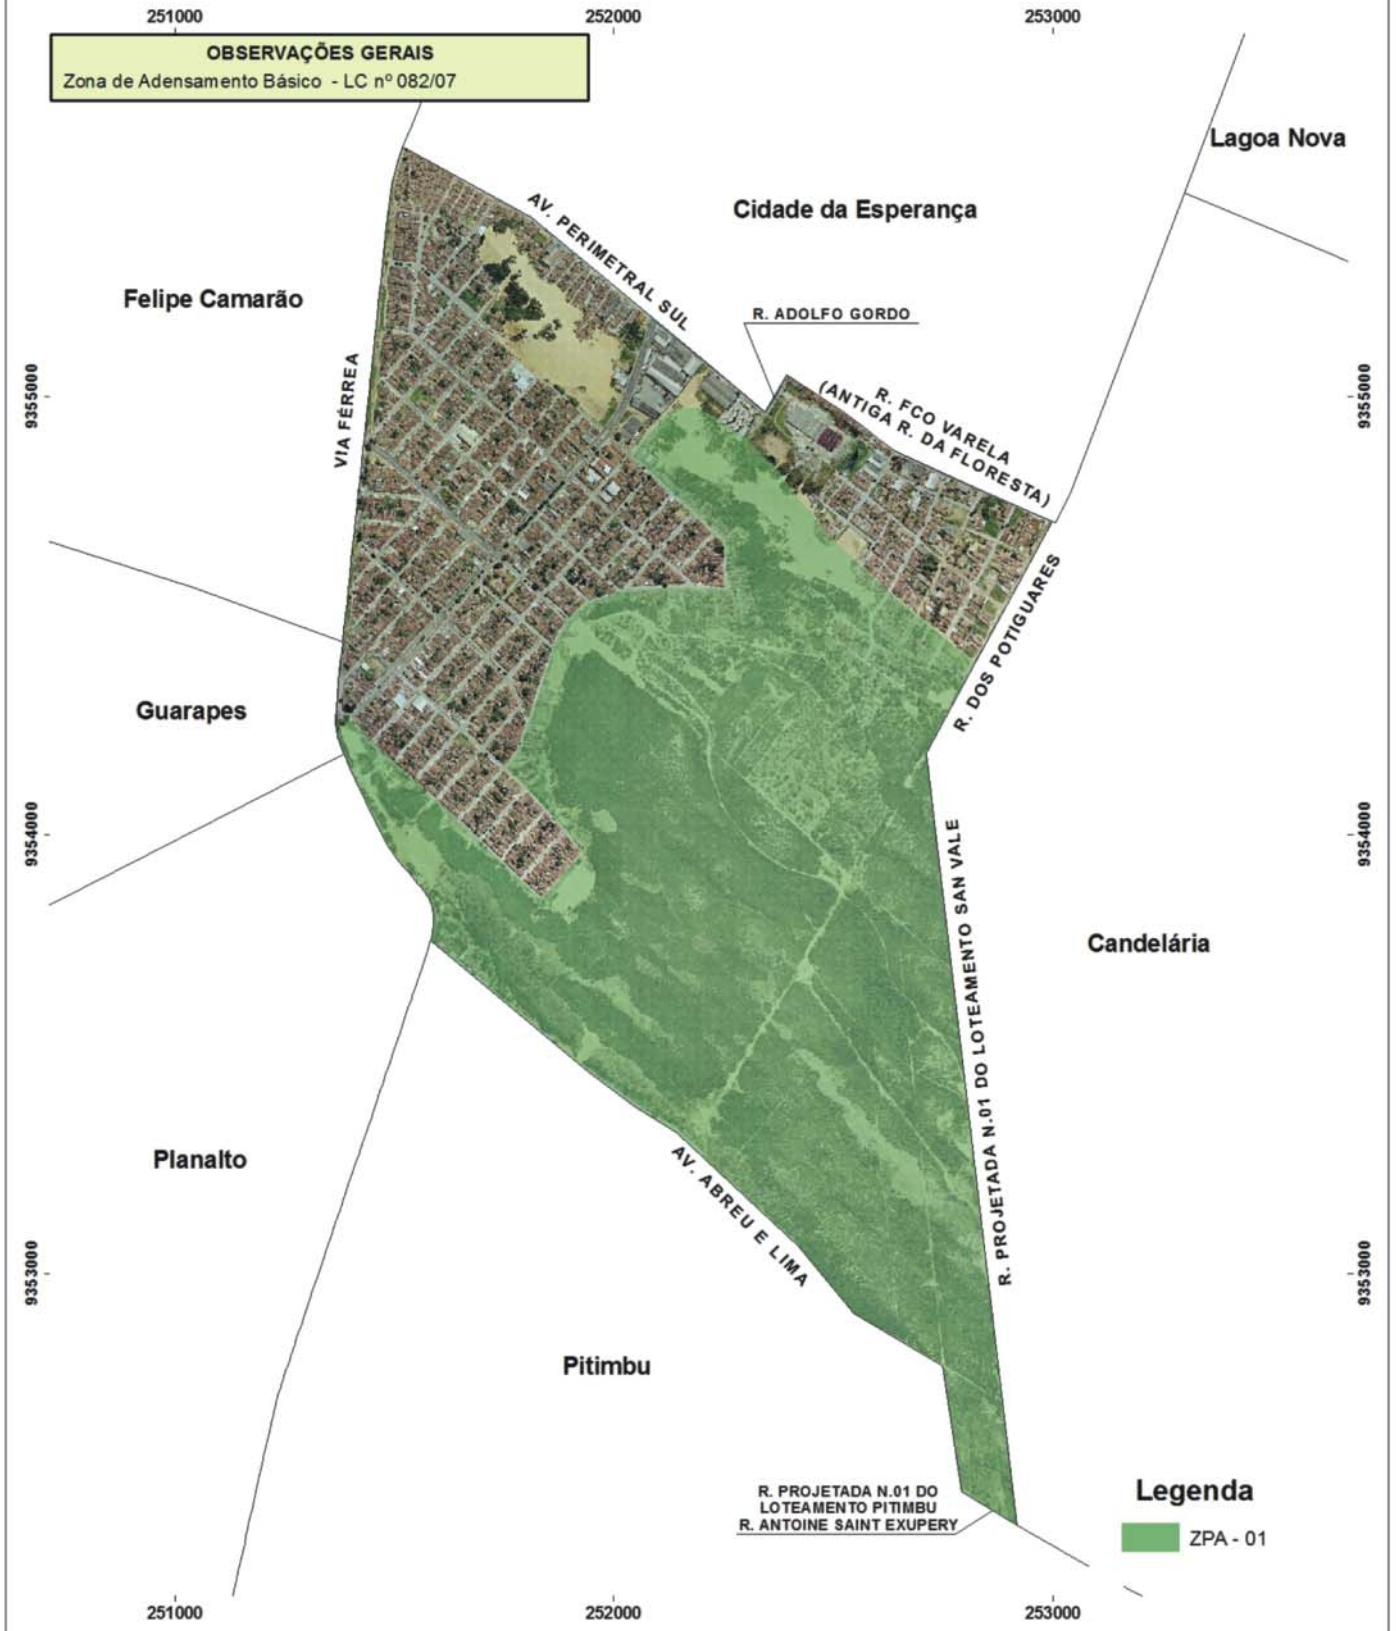 251000
252000
253000
OBSERVAÇÕES GERAIS
Zona de Adensamento Básico - LC nº 082/07
Lagoa Nova
Cidade da Esperança
AV. PERIMETRAL SUL
Felipe Camarão
R. ADOLFO GORDO
VIA FÉRREA
R. FCO VARELA
(ANTIGA R. DA FLORESTA)
9355000
9355000
R. DOS POTIGUARES
Guarapes
9354000
9354000
R. PROJETADA N.01 DO LOTEAMENTO SAN VALE
Candelária
Planalto
AV. ABREU E LIMA
9353000
9353000
Pitimbu
R. PROJETADA N.01 DO
LOTEAMENTO PITIMBU
R. ANTOINE SAINT EXUPERY
Legenda
ZPA - 01
251000
252000
253000